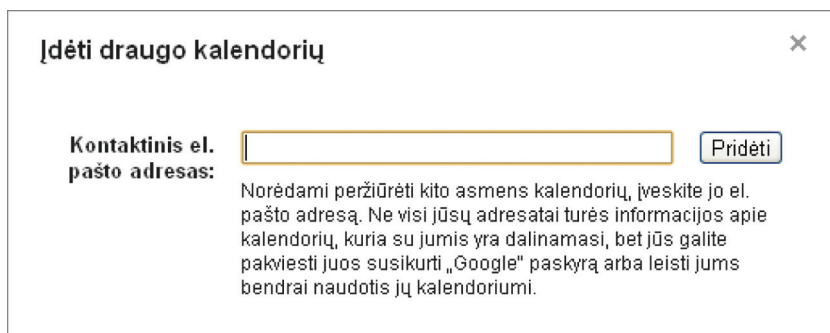 Įdėti draugo kalendorių
×
Kontaktinis el.
pašto adresas:
Pridėti
Norėdami peržiūrėti kito asmens kalendorių, įveskite jo el.
pašto adresą. Ne visi jūsų adresatai turės informacijos apie
kalendorių, kuria su jumis yra dalinamasi, bet jūs galite
pakviesti juos susikurti „Google" paskyrą arba leisti jums
bendrai naudotis jų kalendoriumi.